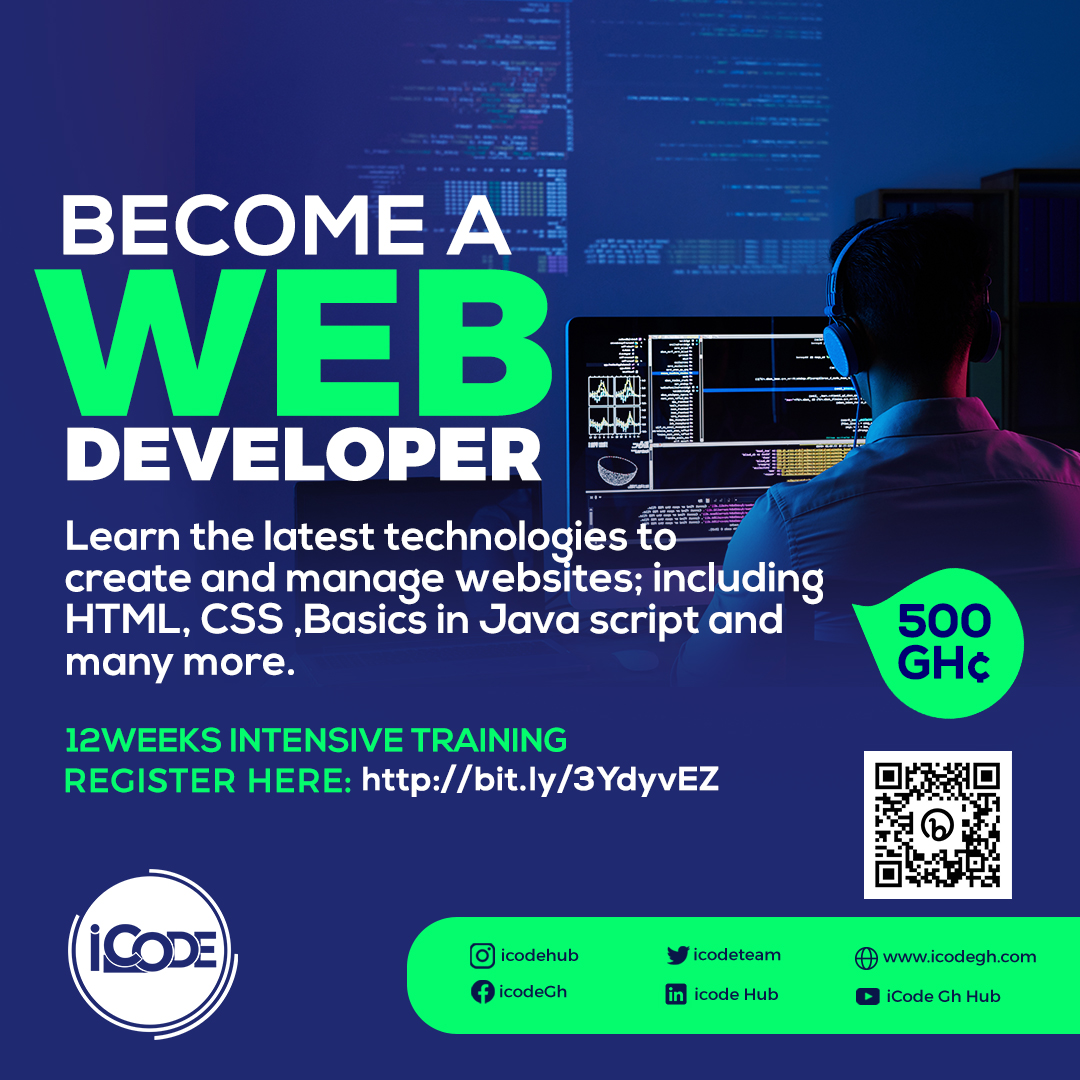 BECOME A
WEB
DEVELOPER
Learn the latest technologies to
create and manage websites; including
HTML, CSS ,Basics in Java script and
many more.
500
GH¢
12WEEKS INTENSIVE TRAINING
REGISTER HERE: http://bit.ly/3YdyvEZ
iCODE
icodehub
icodeteam
www.icodegh.com
icodeGh
icode Hub
iCode Gh Hub